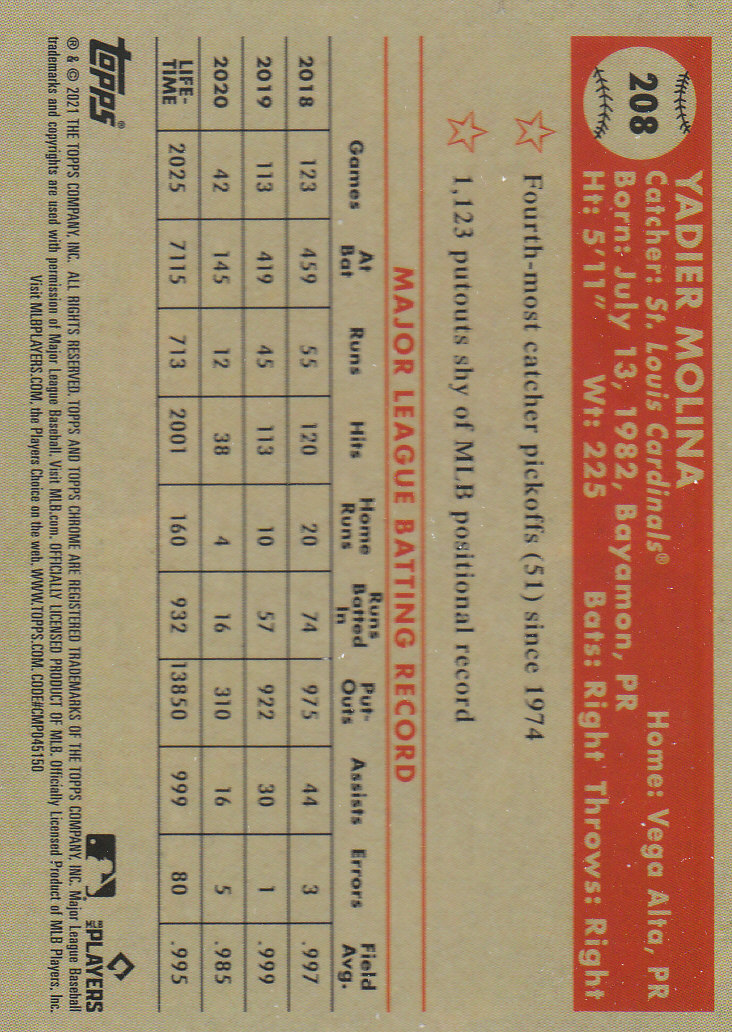 208
YADIER MOLINA
Catcher: St. Louis Cardinals® Home: Vega Alta, PR
Born: July 13, 1982, Bayamon, PR
Ht: 5'11" Wt: 225 Bats: Right Throws: Right
Fourth-most catcher pickoffs (51) since 1974
1,123 putouts shy of MLB positional record
MAJOR LEAGUE BATTING RECORD
Games At Bat Runs Hits Home Runs Runs Batted In Put-Outs Assists Errors Field Avg.
2018 123 459 55 120 20 74 975 44 3 .997
2019 113 419 45 113 10 57 922 30 1 .999
2020 42 145 12 38 4 16 310 16 5 .985
LIFE-TIME 2025 7115 713 2001 160 932 13850 999 80 .995
topps®
MLB PLAYERS
® & © 2021 THE TOPPS COMPANY, INC. ALL RIGHTS RESERVED. TOPPS AND TOPPS CHROME ARE REGISTERED TRADEMARKS OF THE TOPPS COMPANY, INC. Major League Baseball
trademarks and copyrights are used with permission of Major League Baseball. Visit MLB.com. OFFICIALLY LICENSED PRODUCT OF MLB. Officially Licensed Product of MLB Players, Inc.
Visit MLBPLAYERS.COM, the Players Choice on the web. WWW.TOPPS.COM. CODE#CMPD45150